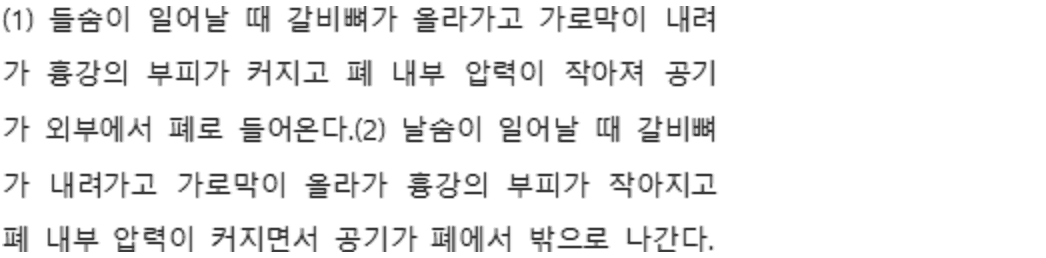 (1) 들숨이 일어날 때 갈비뼈가 올라가고 가로막이 내려
가 흉강의 부피가 커지고 폐 내부 압력이 작아져 공기
가 외부에서 폐로 들어온다.(2) 날숨이 일어날 때 갈비뼈
가 내려가고 가로막이 올라가 흉강의 부피가 작아지고
폐 내부 압력이 커지면서 공기가 폐에서 밖으로 나간다.